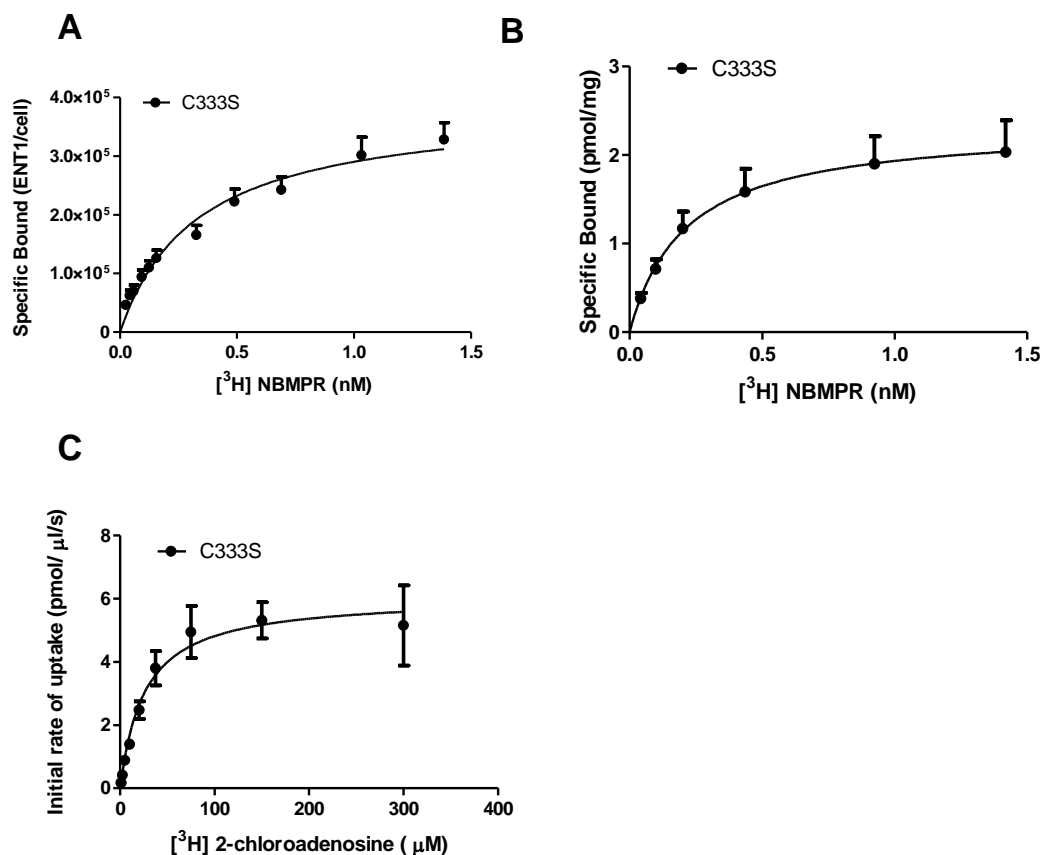 A
C333S
Specific Bound (ENT1/cell)
4.0×10⁵
3.0×10⁵
2.0×10⁵
1.0×10⁵
0
0.0
0.5
1.0
1.5
[³H] NBMPR (nM)
B
C333S
Specific Bound (pmol/mg)
3
2
1
0
0.0
0.5
1.0
1.5
[³H] NBMPR (nM)
C
C333S
Initial rate of uptake (pmol/ μl/s)
8
6
4
2
0
0
100
200
300
400
[³H] 2-chloroadenosine ( μM)